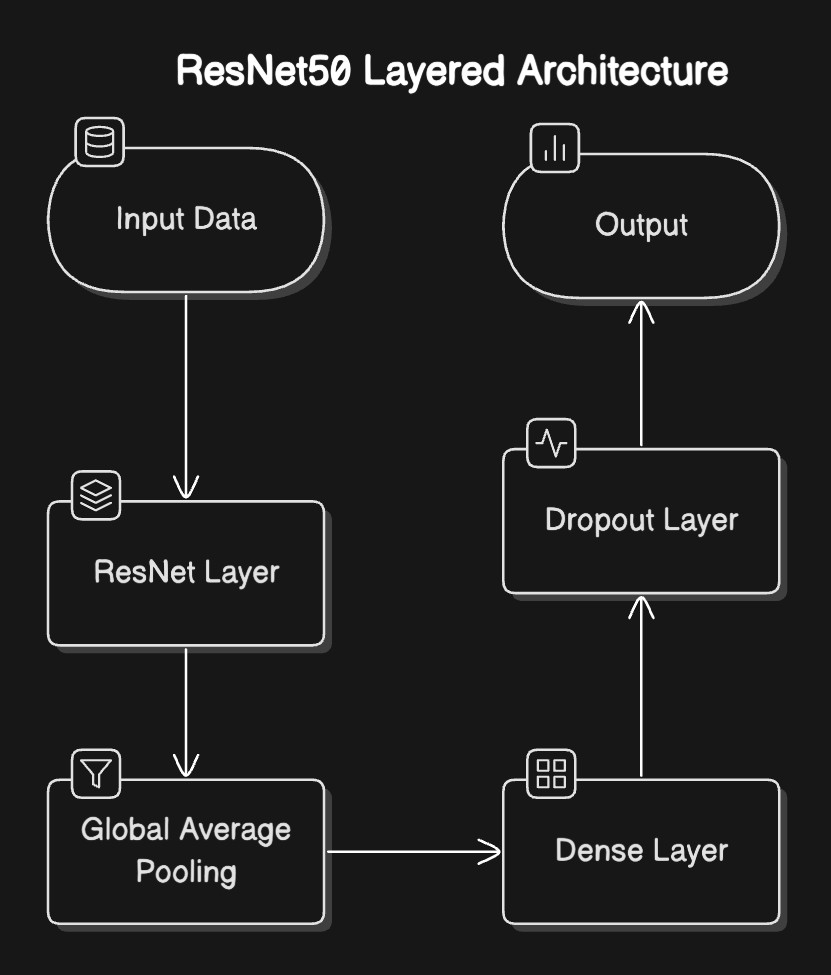 ResNet50 Layered Architecture
Input Data
ResNet Layer
Global Average
Pooling
Dense Layer
Dropout Layer
Output